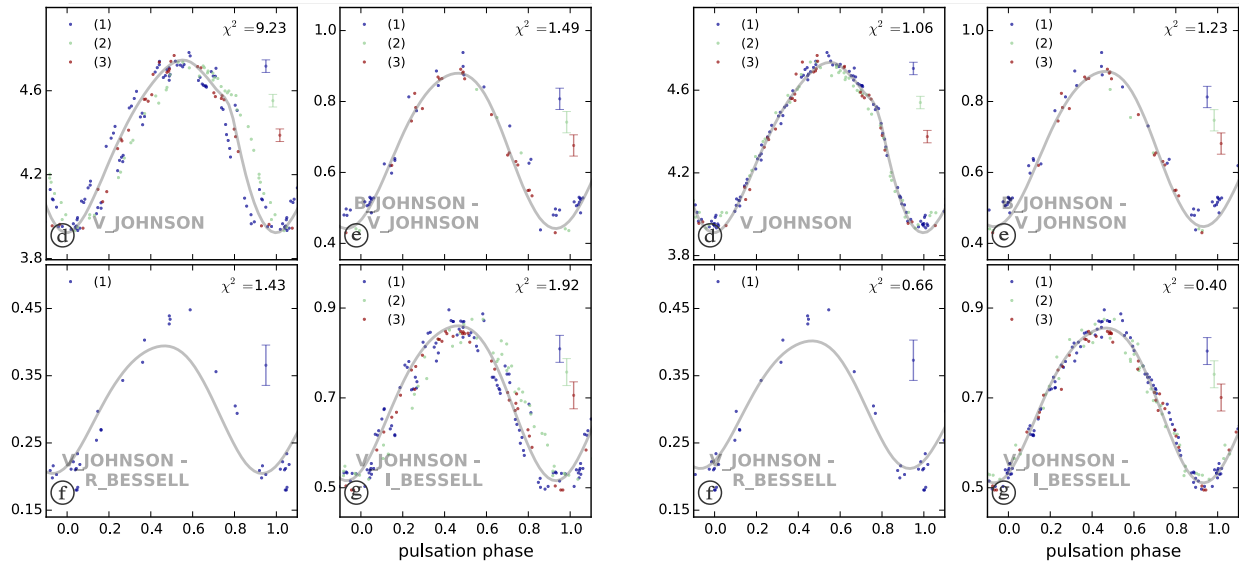 (1)
(2)
(3)
χ² =9.23
4.6
4.2
3.8
V_JOHNSON
d
(1)
(2)
(3)
χ² =1.49
1.0
0.8
0.6
0.4
B_JOHNSON -
V_JOHNSON
e
(1)
(2)
(3)
χ² =1.06
4.6
4.2
3.8
V_JOHNSON
d
(1)
(2)
(3)
χ² =1.23
1.0
0.8
0.6
0.4
B_JOHNSON -
V_JOHNSON
e
(1)
χ² =1.43
0.45
0.35
0.25
0.15
V_JOHNSON -
R_BESSELL
f
0.0 0.2 0.4 0.6 0.8 1.0
(1)
(2)
(3)
χ² =1.92
0.9
0.7
0.5
V_JOHNSON -
I_BESSELL
g
0.0 0.2 0.4 0.6 0.8 1.0
pulsation phase
(1)
χ² =0.66
0.45
0.35
0.25
0.15
V_JOHNSON -
R_BESSELL
f
0.0 0.2 0.4 0.6 0.8 1.0
(1)
(2)
(3)
χ² =0.40
0.9
0.7
0.5
V_JOHNSON -
I_BESSELL
g
0.0 0.2 0.4 0.6 0.8 1.0
pulsation phase